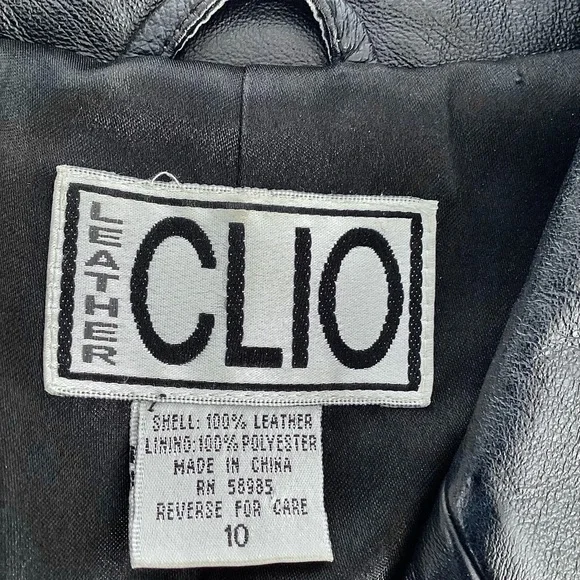 LEATHER
CLIO
SHELL: 100% LEATHER
LINING: 100% POLYESTER
MADE IN CHINA
RN 58985
REVERSE FOR CARE
10